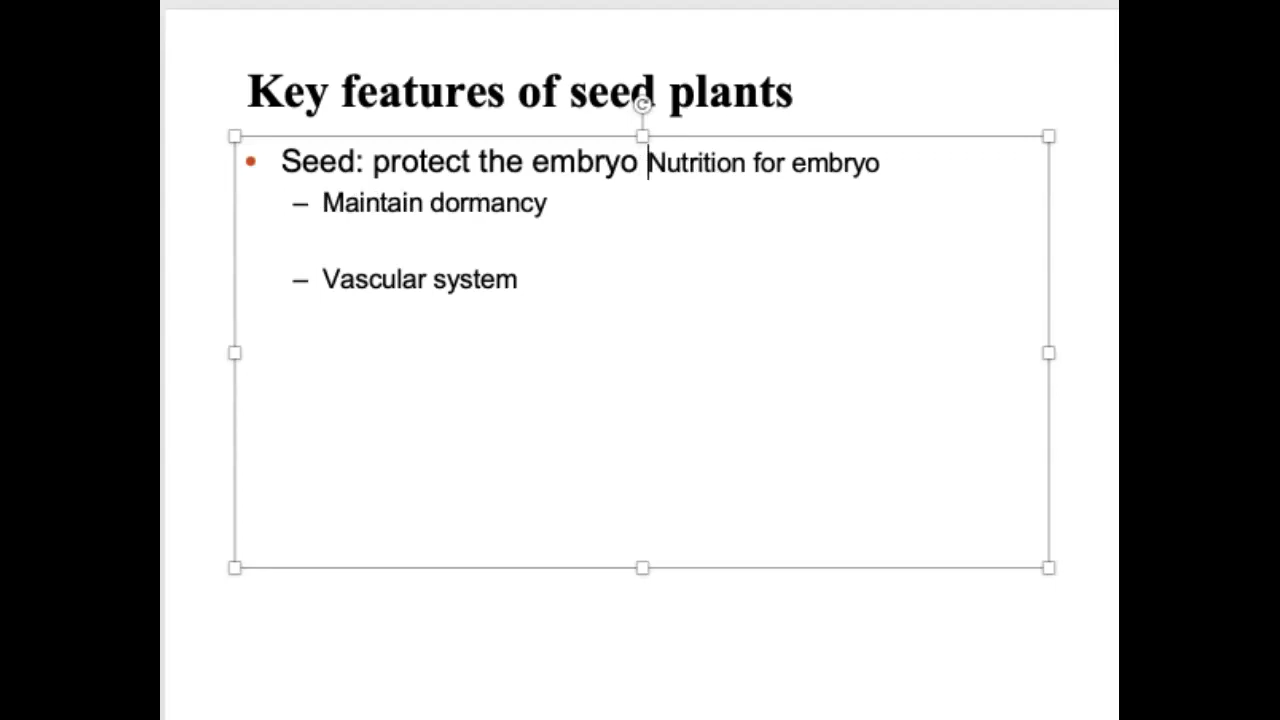 Key features of seed plants
• Seed: protect the embryo Nutrition for embryo
– Maintain dormancy
– Vascular system